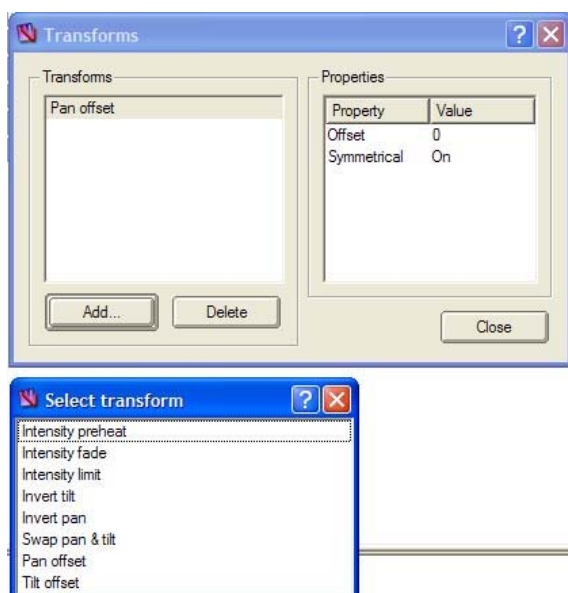 Transforms
Transforms
Properties
Pan offset
Property Value
Offset 0
Symmetrical On
Add... Delete
Close
Select transform
Intensity preheat
Intensity fade
Intensity limit
Invert tilt
Invert pan
Swap pan & tilt
Pan offset
Tilt offset